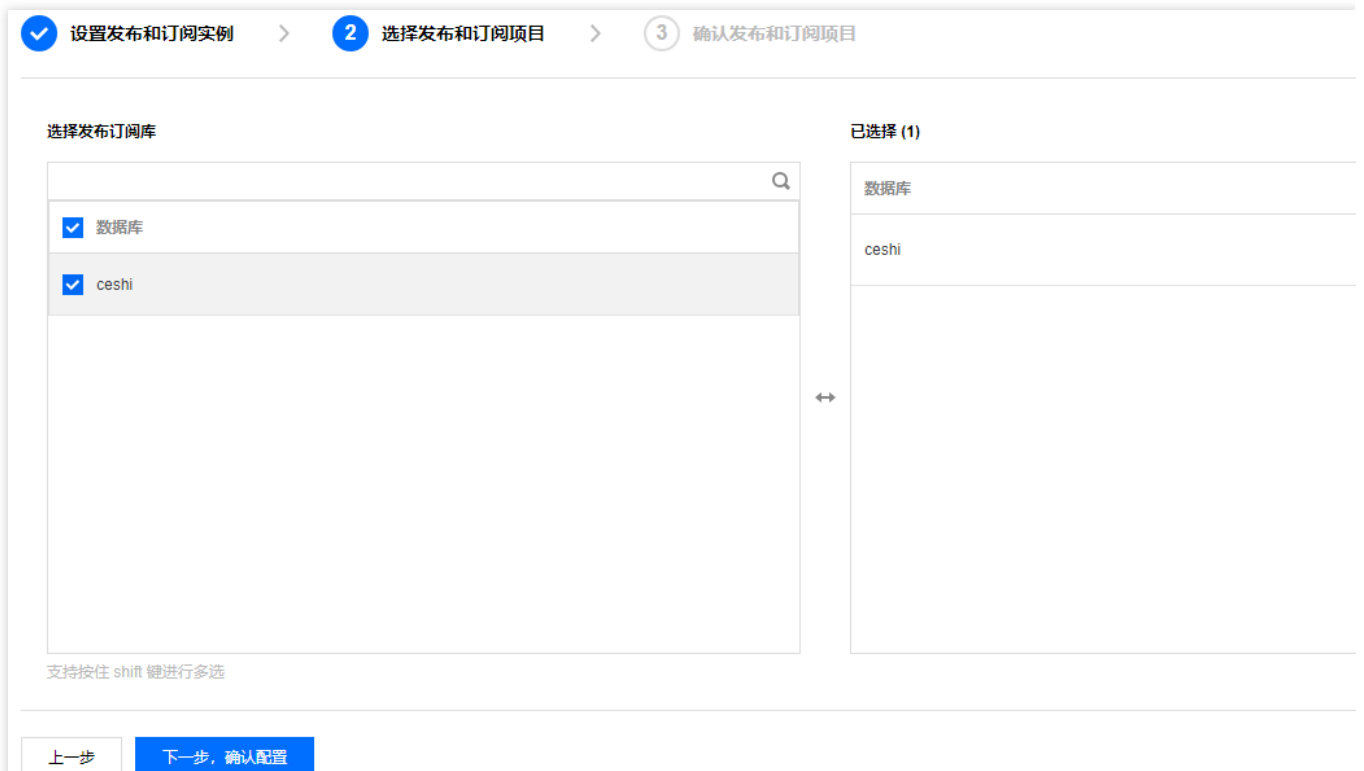 设置发布和订阅实例 2 选择发布和订阅项目 3 确认发布和订阅项目
选择发布订阅库
数据库
ceshi
支持按住 shift 键进行多选
已选择 (1)
数据库
ceshi
上一步 下一步，确认配置